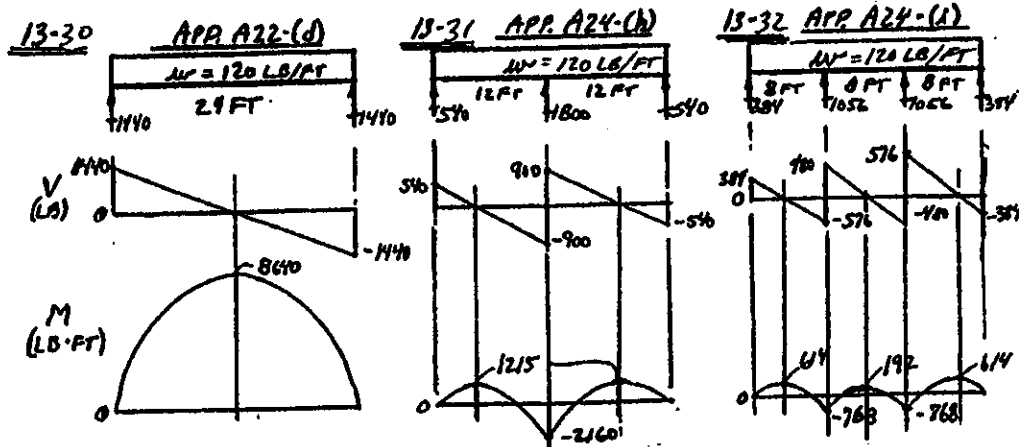 13-30 APP. A22-(d)
w = 120 LB/FT
24 FT
1440 1440
V
(LB)
1440
0
-1440
8640
M
(LB·FT)
0
13-31 APP. A24-(h)
w = 120 LB/FT
12 FT 12 FT
540 1800 540
540 900
-900 -540
1215
0
-2160
13-32 APP. A24-(i)
w = 120 LB/FT
8 FT 8 FT 8 FT
384 1056 1056 384
384 480 576
0
-576 -480 -384
614 192 614
0
-768 -768